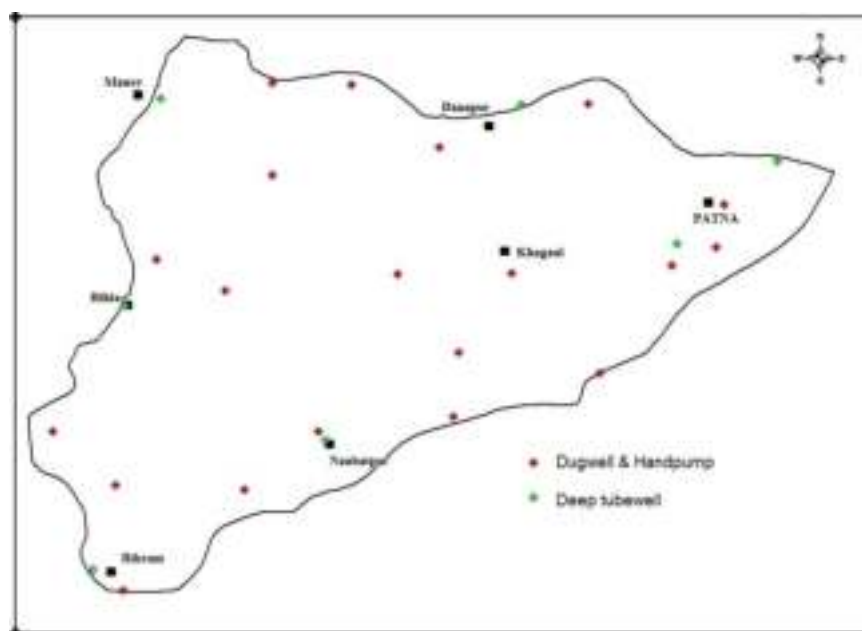 N
W E
S
Maner
Danapur
PATNA
Khagaul
Bihta
Naubatpur
Dugwell & Handpump
Deep tubewell
Bikram